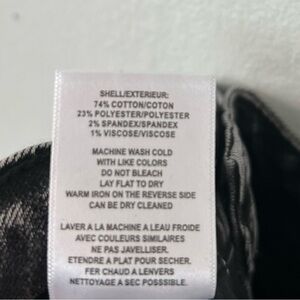 SHELL/EXTERIEUR:
74% COTTON/COTON
23% POLYESTER/POLYESTER
2% SPANDEX/SPANDEX
1% VISCOSE/VISCOSE
MACHINE WASH COLD
WITH LIKE COLORS
DO NOT BLEACH
LAY FLAT TO DRY
WARM IRON ON THE REVERSE SIDE
CAN BE DRY CLEANED
LAVER A LA MACHINE A LEAU FROIDE
AVEC COULEURS SIMILAIRES
NE PAS JAVELLISER.
ETENDRE A PLAT POUR SECHER.
FER CHAUD A LENVERS
NETTOYAGE A SEC POSSSIBLE.